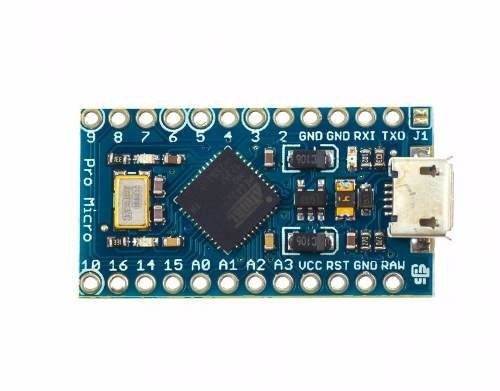 9 8 7 6 5 4 3 2 GND GND RXI TXO J1
Pro Micro
10 16 14 15 A0 A1 A2 A3 VCC RST GND RAW